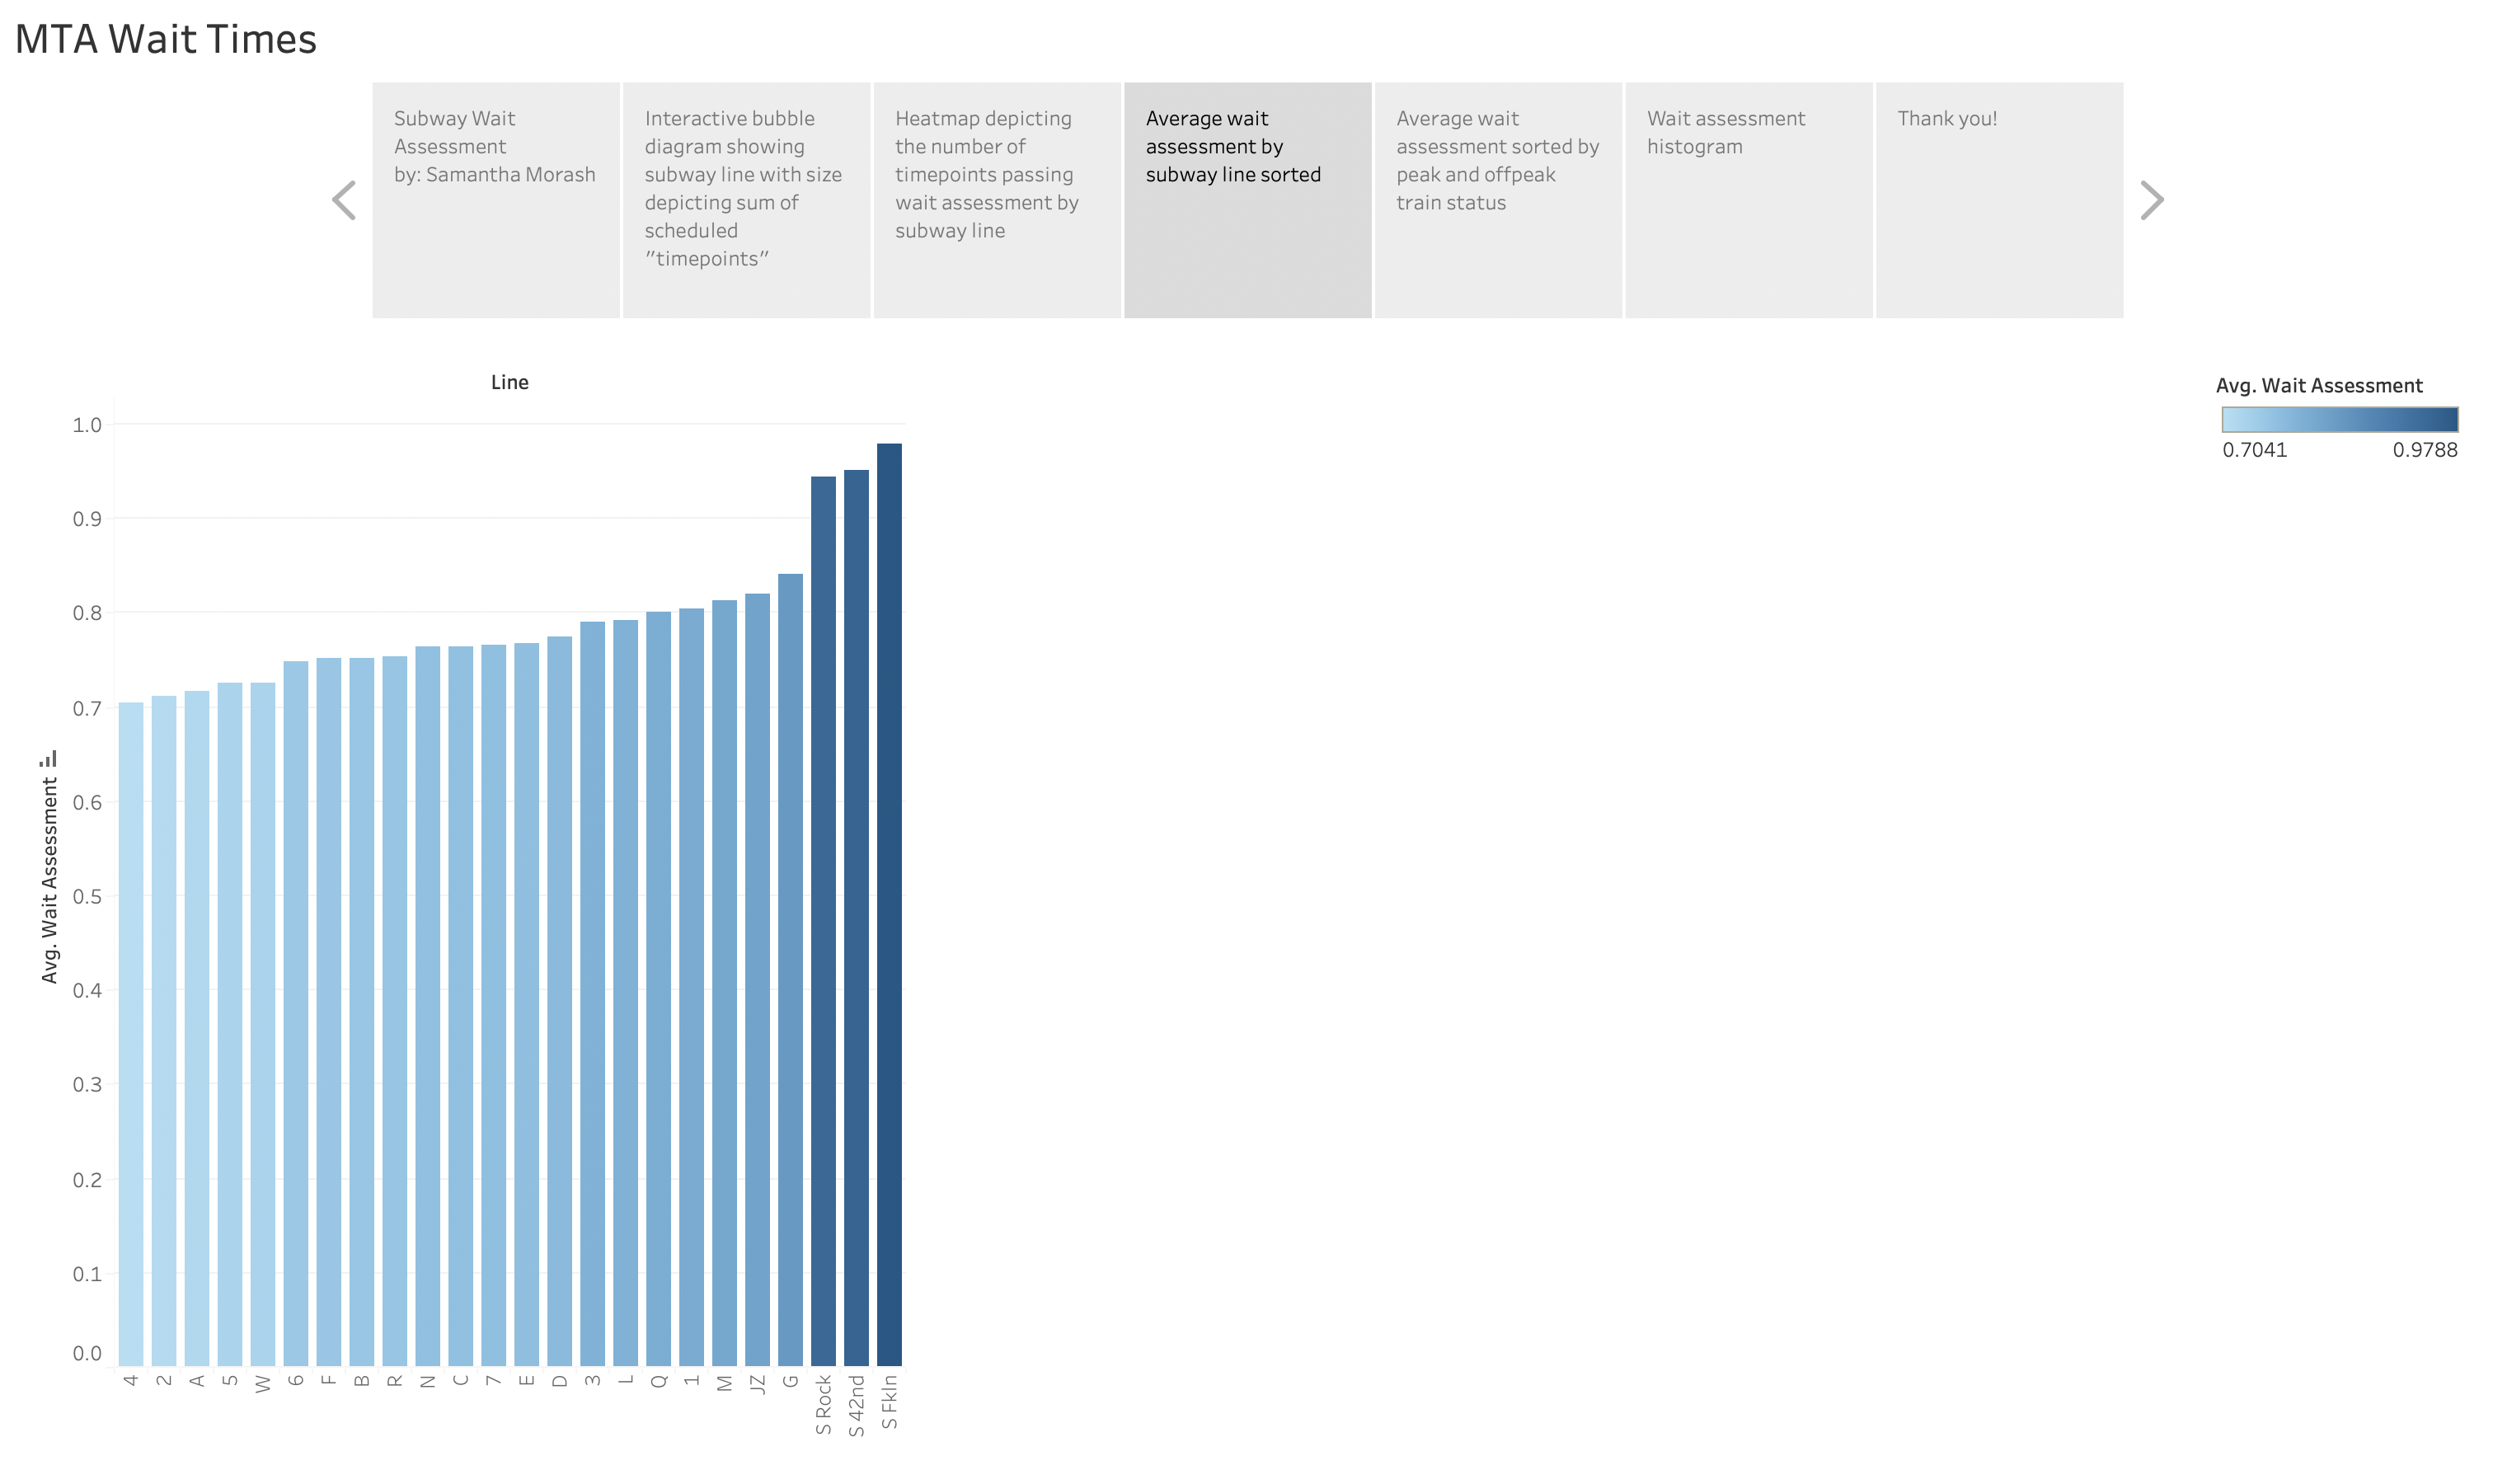 MTA Wait Times
Subway Wait
Assessment
by: Samantha Morash
Interactive bubble
diagram showing
subway line with size
depicting sum of
scheduled
"timepoints"
Heatmap depicting
the number of
timepoints passing
wait assessment by
subway line
Average wait
assessment by
subway line sorted
Average wait
assessment sorted by
peak and offpeak
train status
Wait assessment
histogram
Thank you!
Line
Avg. Wait Assessment
0.7041 0.9788
Avg. Wait Assessment
1.0
0.9
0.8
0.7
0.6
0.5
0.4
0.3
0.2
0.1
0.0
4
2
A
5
W
6
F
B
R
N
C
7
E
D
3
L
Q
1
M
JZ
G
S Rock
S 42nd
S Fkln